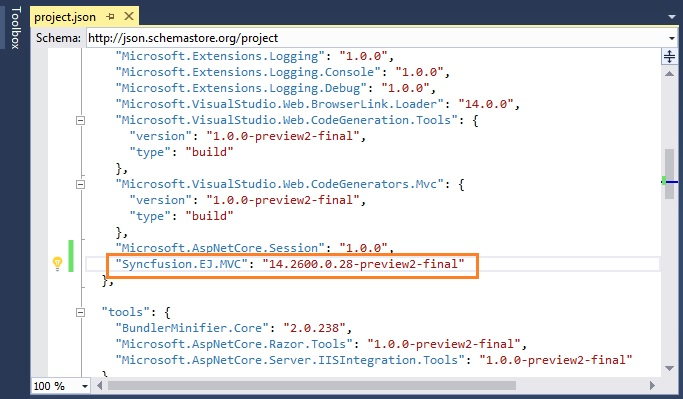 Toolbox
project.json
Schema: http://json.schemastore.org/project
"Microsoft.Extensions.Logging": "1.0.0",
"Microsoft.Extensions.Logging.Console": "1.0.0",
"Microsoft.Extensions.Logging.Debug": "1.0.0",
"Microsoft.VisualStudio.Web.BrowserLink.Loader": "14.0.0",
"Microsoft.VisualStudio.Web.CodeGeneration.Tools": {
"version": "1.0.0-preview2-final",
"type": "build"
},
"Microsoft.VisualStudio.Web.CodeGenerators.Mvc": {
"version": "1.0.0-preview2-final",
"type": "build"
},
"Microsoft.AspNetCore.Session": "1.0.0",
"Syncfusion.EJ.MVC": "14.2600.0.28-preview2-final"
},
"tools": {
"BundlerMinifier.Core": "2.0.238",
"Microsoft.AspNetCore.Razor.Tools": "1.0.0-preview2-final",
"Microsoft.AspNetCore.Server.IISIntegration.Tools": "1.0.0-preview2-final"
}
100 %